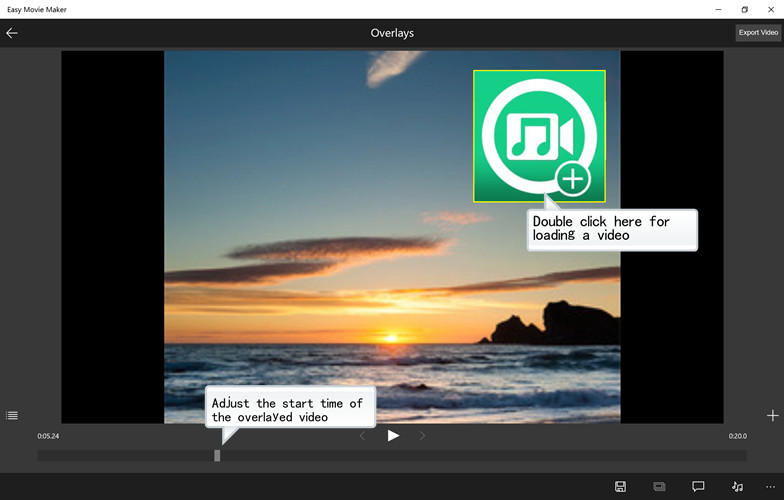 Easy Movie Maker
Overlays
Export Video
Double click here for
loading a video
Adjust the start time of
the overlayed video
0:05.24
0:20.0